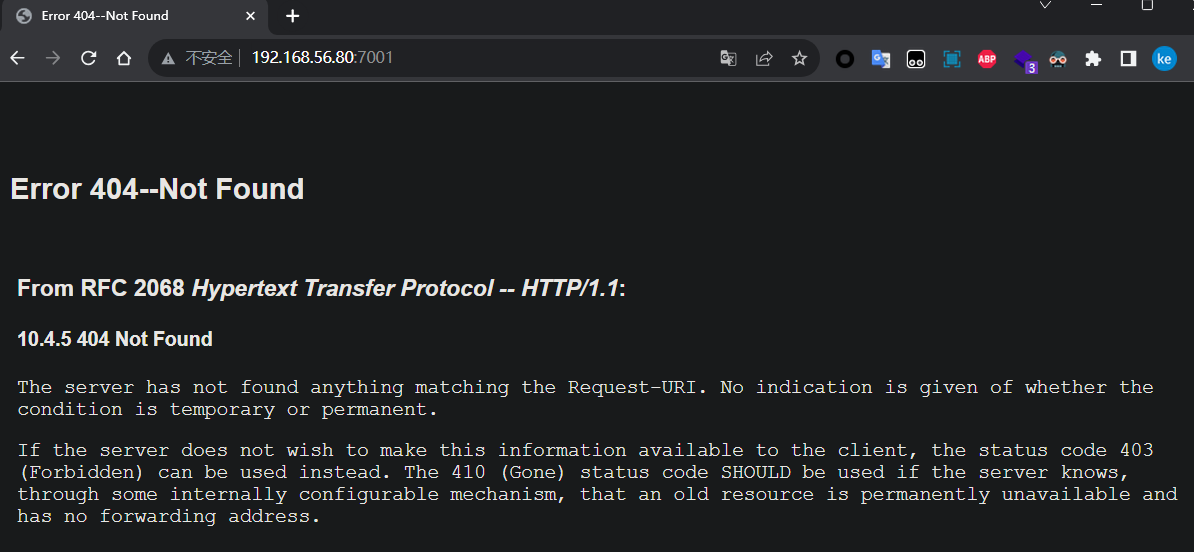 Error 404--Not Found
不安全 192.168.56.80:7001
ABP
3
ke
Error 404--Not Found
From RFC 2068 Hypertext Transfer Protocol -- HTTP/1.1:
10.4.5 404 Not Found
The server has not found anything matching the Request-URI. No indication is given of whether the
condition is temporary or permanent.
If the server does not wish to make this information available to the client, the status code 403
(Forbidden) can be used instead. The 410 (Gone) status code SHOULD be used if the server knows,
through some internally configurable mechanism, that an old resource is permanently unavailable and
has no forwarding address.